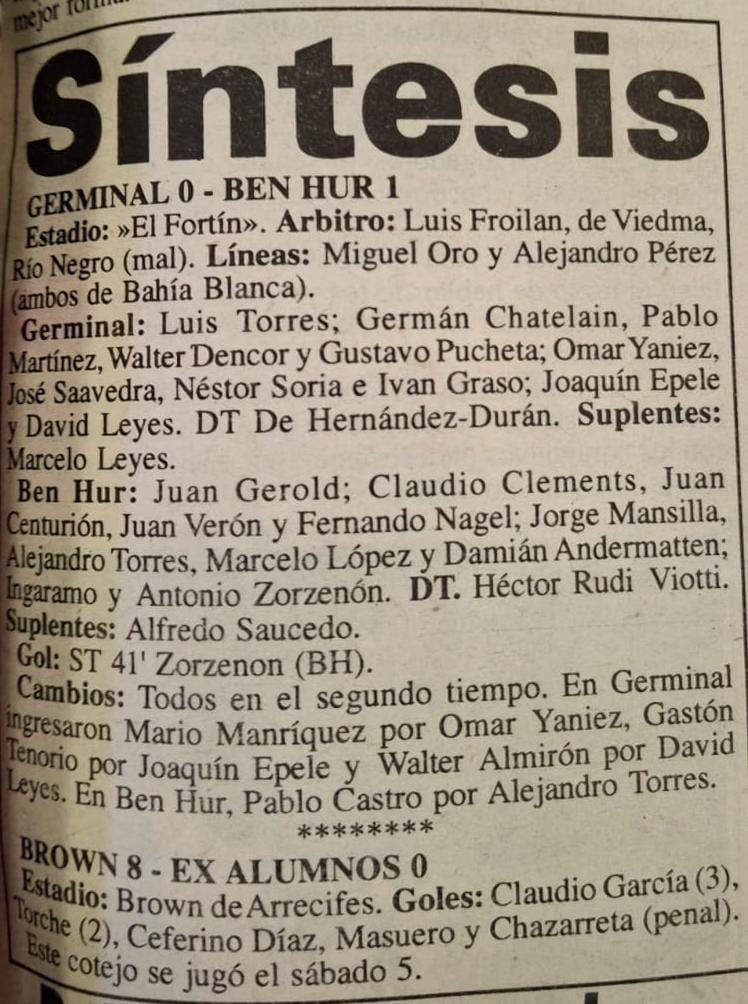 mejor
Síntesis
GERMINAL 0 - BEN HUR 1
Estadio: »El Fortín». Arbitro: Luis Froilan, de Viedma,
Río Negro (mal). Líneas: Miguel Oro y Alejandro Pérez
(ambos de Bahía Blanca).
Germinal: Luis Torres; Germán Chatelain, Pablo
Martínez, Walter Dencor y Gustavo Pucheta; Omar Yaniez,
José Saavedra, Néstor Soria e Ivan Graso; Joaquín Epele
y David Leyes. DT De Hernández-Durán. Suplentes:
Marcelo Leyes.
Ben Hur: Juan Gerold; Claudio Clements, Juan
Centurión, Juan Verón y Fernando Nagel; Jorge Mansilla,
Alejandro Torres, Marcelo López y Damián Andermatten;
Ingaramo y Antonio Zorzenón. DT. Héctor Rudi Viotti.
Suplentes: Alfredo Saucedo.
Gol: ST 41' Zorzenon (BH).
Cambios: Todos en el segundo tiempo. En Germinal
ingresaron Mario Manríquez por Omar Yaniez, Gastón
Tenorio por Joaquín Epele y Walter Almirón por David
Leyes. En Ben Hur, Pablo Castro por Alejandro Torres.
********
BROWN 8 - EX ALUMNOS 0
Estadio: Brown de Arrecifes. Goles: Claudio García (3),
Torche (2), Ceferino Díaz, Masuero y Chazarreta (penal).
Este cotejo se jugó el sábado 5.